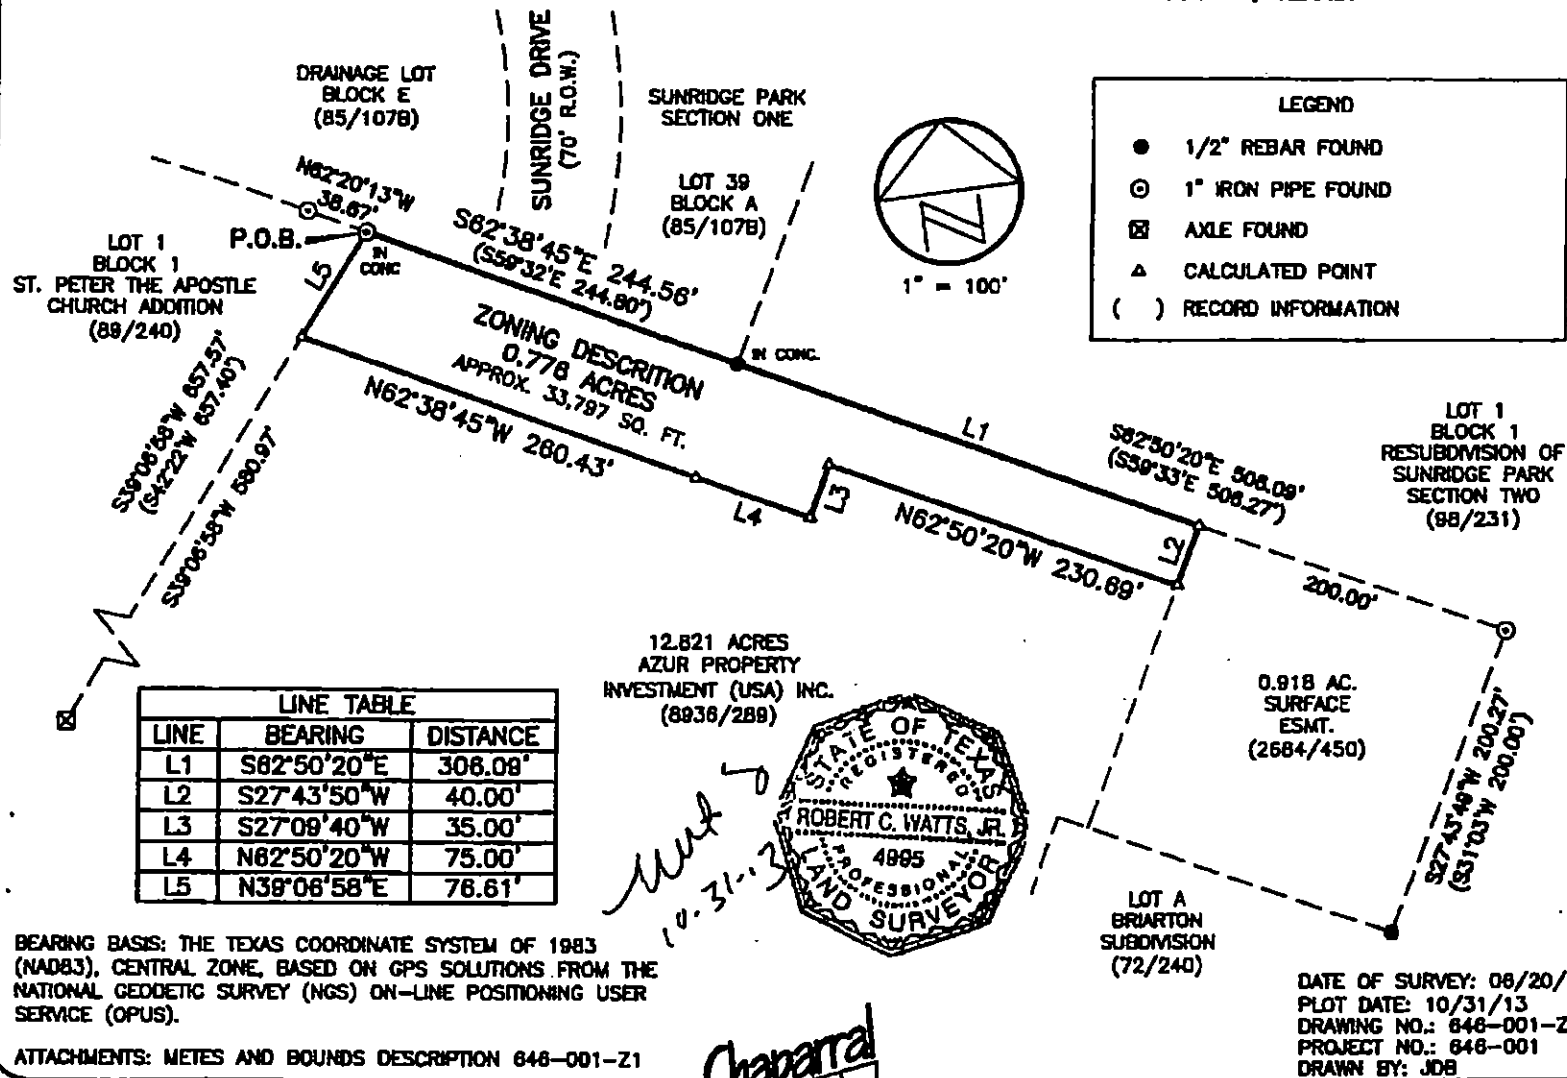 DRAINAGE LOT
BLOCK E
(85/107B)
SUNRIDGE DRIVE
(70' R.O.W.)
SUNRIDGE PARK
SECTION ONE
LOT 39
BLOCK A
(85/107B)
1" = 100'
LEGEND
1/2" REBAR FOUND
1" IRON PIPE FOUND
AXLE FOUND
CALCULATED POINT
( ) RECORD INFORMATION
N62°20'13"W
38.67'
P.O.B.
IN
CONC
LOT 1
BLOCK 1
ST. PETER THE APOSTLE
CHURCH ADDITION
(89/240)
L5
S62°38'45"E 244.56'
(S59°32'E 244.80')
IN CONC.
ZONING DESCRITION
0.776 ACRES
APPROX. 33,797 SQ. FT.
N62°38'45"W 260.43'
L1
S62°50'20"E 506.09'
(S59°33'E 506.27')
LOT 1
BLOCK 1
RESUBDIVISION OF
SUNRIDGE PARK
SECTION TWO
(98/231)
S39°06'58"W 657.57'
(S42°22'W 657.40')
S39°06'58"W 580.97'
L4
L3
N62°50'20"W 230.69'
L2
200.00'
12.821 ACRES
AZUR PROPERTY
INVESTMENT (USA) INC.
(8936/289)
0.918 AC.
SURFACE
ESMT.
(2684/450)
S27°43'49"W 200.27'
(S31°03'W 200.00')
LINE TABLE
LINE BEARING DISTANCE
L1 S62°50'20"E 306.09'
L2 S27°43'50"W 40.00'
L3 S27°09'40"W 35.00'
L4 N62°50'20"W 75.00'
L5 N39°06'58"E 76.61'
STATE OF TEXAS
REGISTERED
ROBERT C. WATTS, JR.
4995
PROFESSIONAL
LAND SURVEYOR
10-31-13
LOT A
BRIARTON
SUBDIVISION
(72/240)
BEARING BASIS: THE TEXAS COORDINATE SYSTEM OF 1983
(NAD83), CENTRAL ZONE, BASED ON GPS SOLUTIONS FROM THE
NATIONAL GEODETIC SURVEY (NGS) ON-LINE POSITIONING USER
SERVICE (OPUS).
ATTACHMENTS: METES AND BOUNDS DESCRIPTION 646-001-Z1
Chaparral
DATE OF SURVEY: 06/20/
PLOT DATE: 10/31/13
DRAWING NO.: 646-001-Z
PROJECT NO.: 646-001
DRAWN BY: JDB